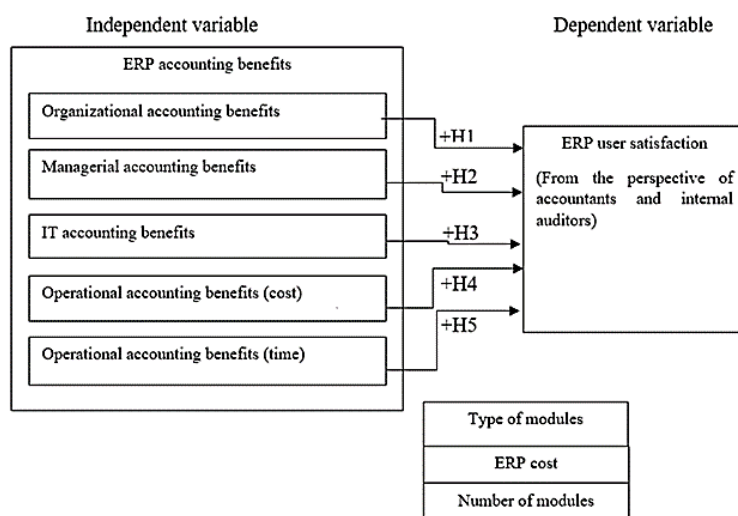 Independent variable
Dependent variable
ERP accounting benefits
Organizational accounting benefits
Managerial accounting benefits
IT accounting benefits
Operational accounting benefits (cost)
Operational accounting benefits (time)
+H1
+H2
+H3
+H4
+H5
ERP user satisfaction
(From the perspective of
accountants and internal
auditors)
Type of modules
ERP cost
Number of modules